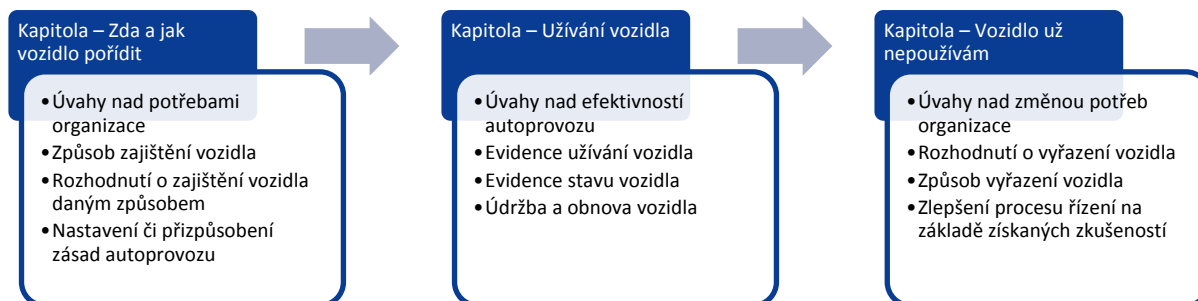 Kapitola – Zda a jak
vozidlo pořídit
•Úvahy nad potřebami
organizace
•Způsob zajištění vozidla
•Rozhodnutí o zajištění vozidla
daným způsobem
•Nastavení či přizpůsobení
zásad autoprovozu
Kapitola – Užívání vozidla
•Úvahy nad efektivností
autoprovozu
•Evidence užívání vozidla
•Evidence stavu vozidla
•Údržba a obnova vozidla
Kapitola – Vozidlo už
nepoužívám
•Úvahy nad změnou potřeb
organizace
•Rozhodnutí o vyřazení vozidla
•Způsob vyřazení vozidla
•Zlepšení procesu řízení na
základě získaných zkušeností